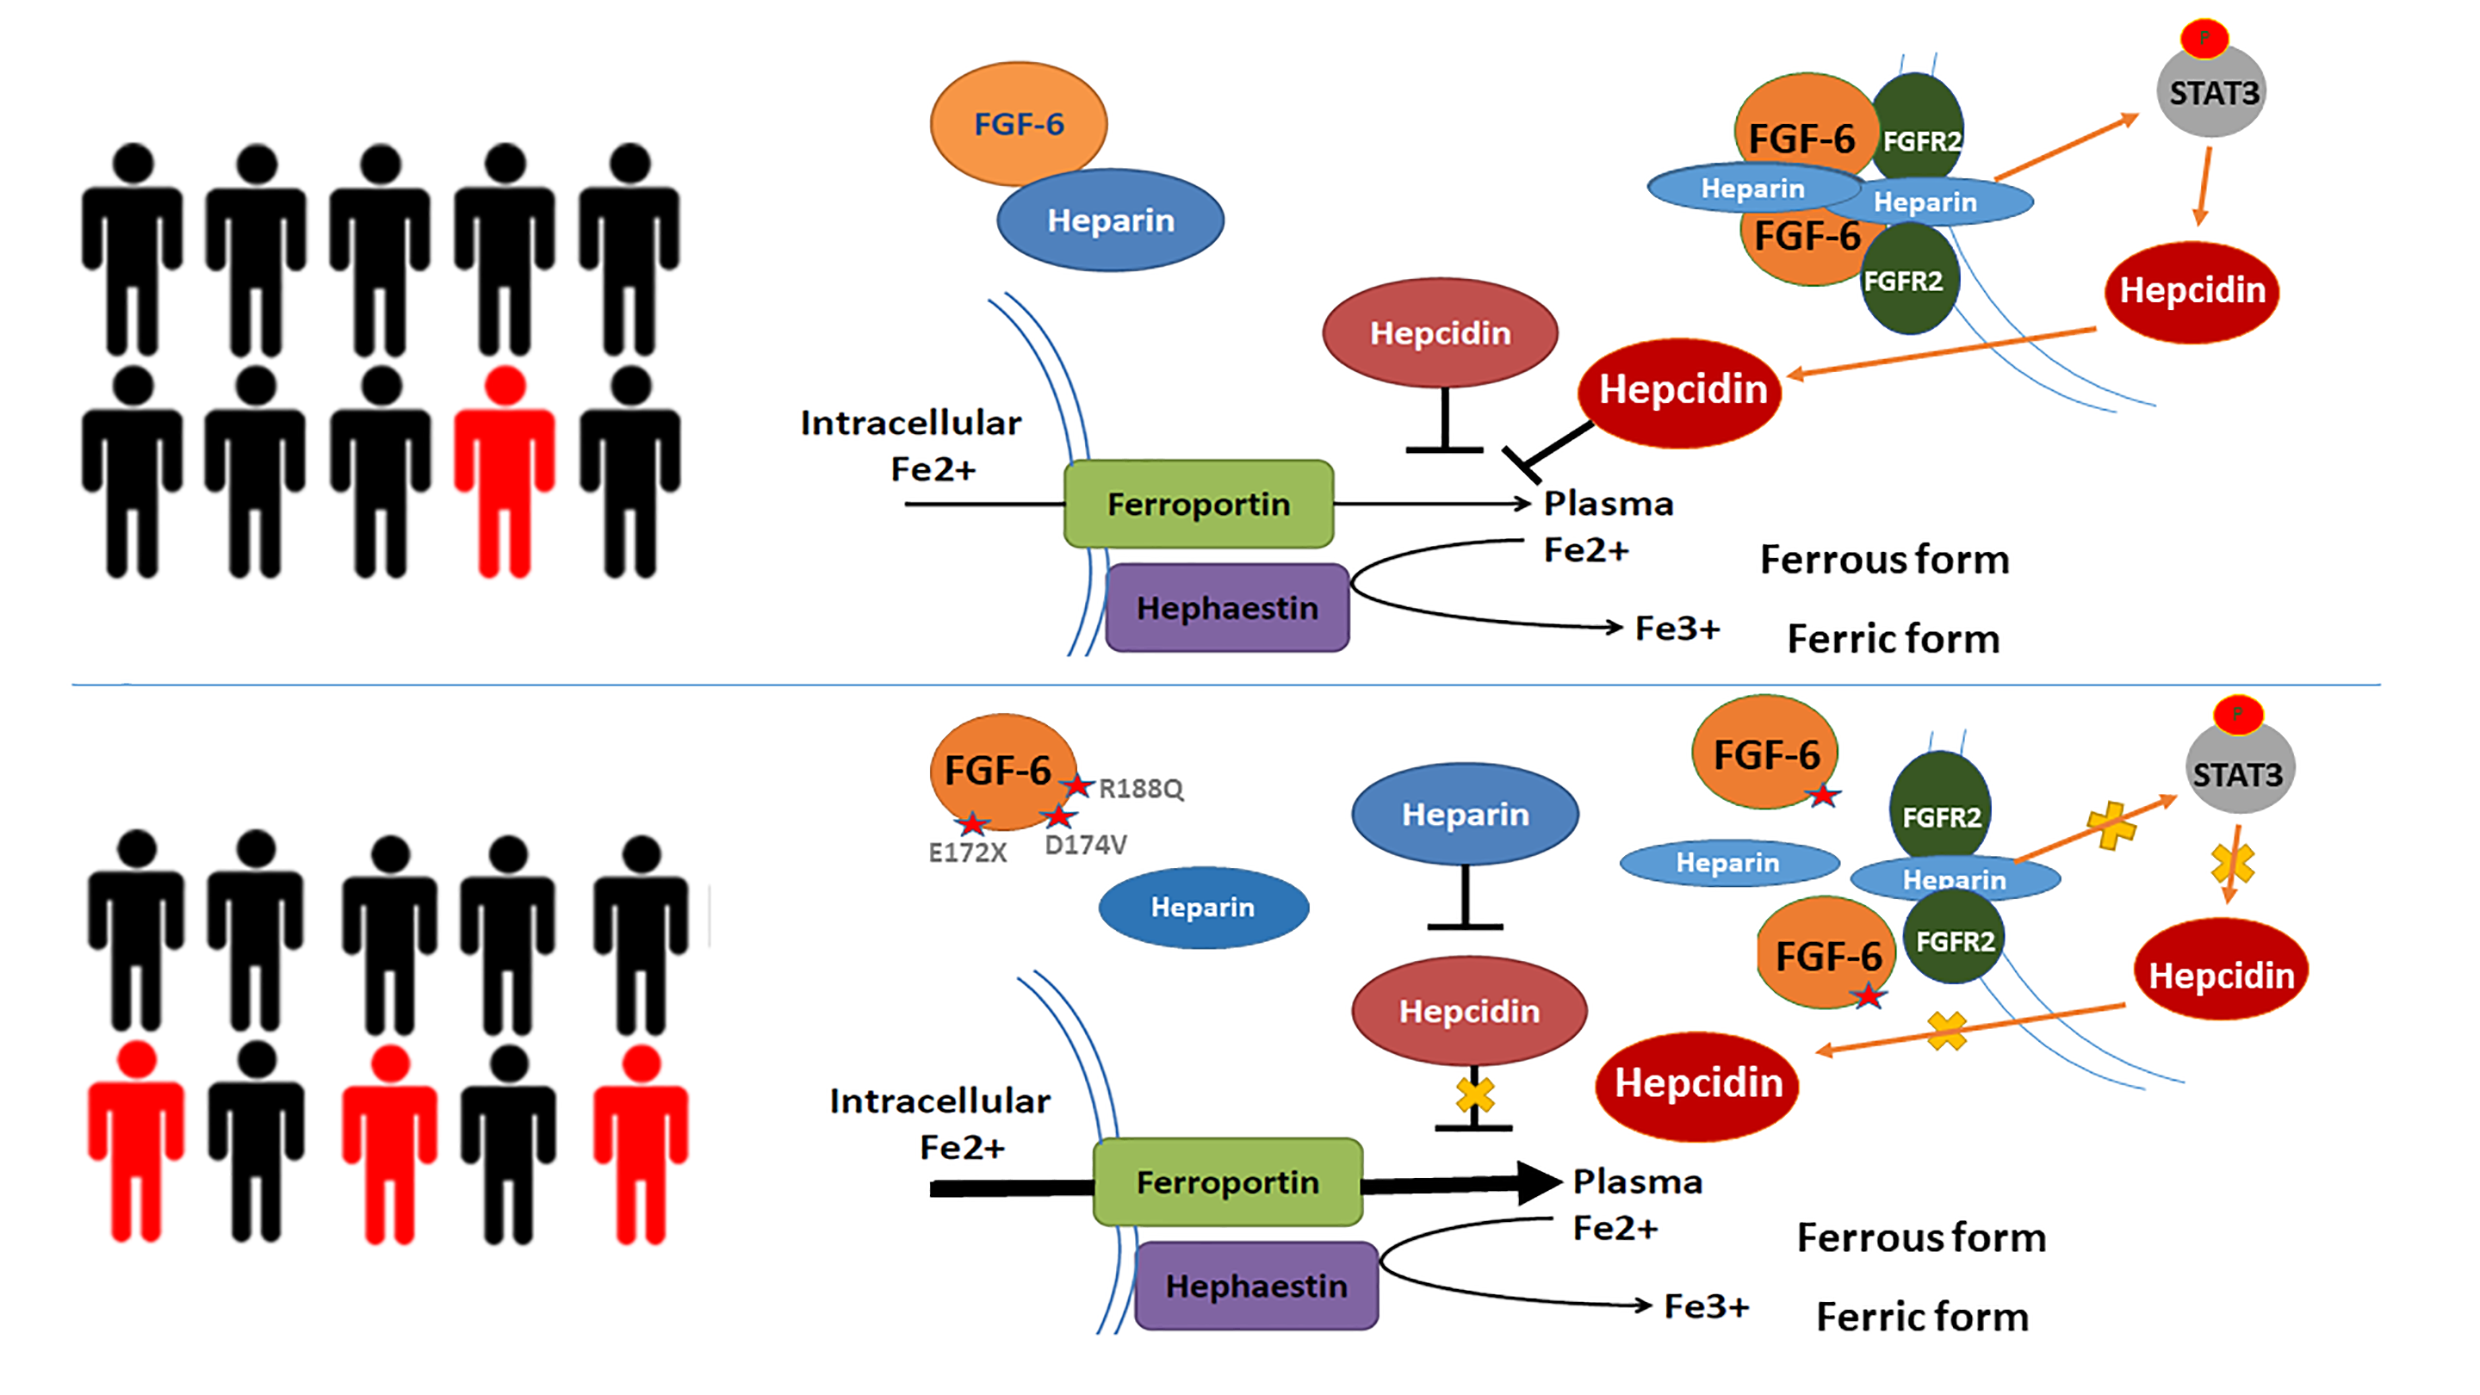 P
STAT3
FGF-6
FGF-6
FGFR2
Heparin
Heparin
Heparin
FGF-6
FGFR2
Hepcidin
Hepcidin
Hepcidin
Intracellular
Fe2+
Ferroportin
Plasma
Fe2+
Ferrous form
Hephaestin
Fe3+
Ferric form
P
FGF-6
R188Q
E172X
D174V
FGF-6
STAT3
Heparin
FGFR2
Heparin
Heparin
Heparin
FGF-6
FGFR2
Hepcidin
Hepcidin
Hepcidin
Intracellular
Fe2+
Ferroportin
Plasma
Fe2+
Ferrous form
Hephaestin
Fe3+
Ferric form